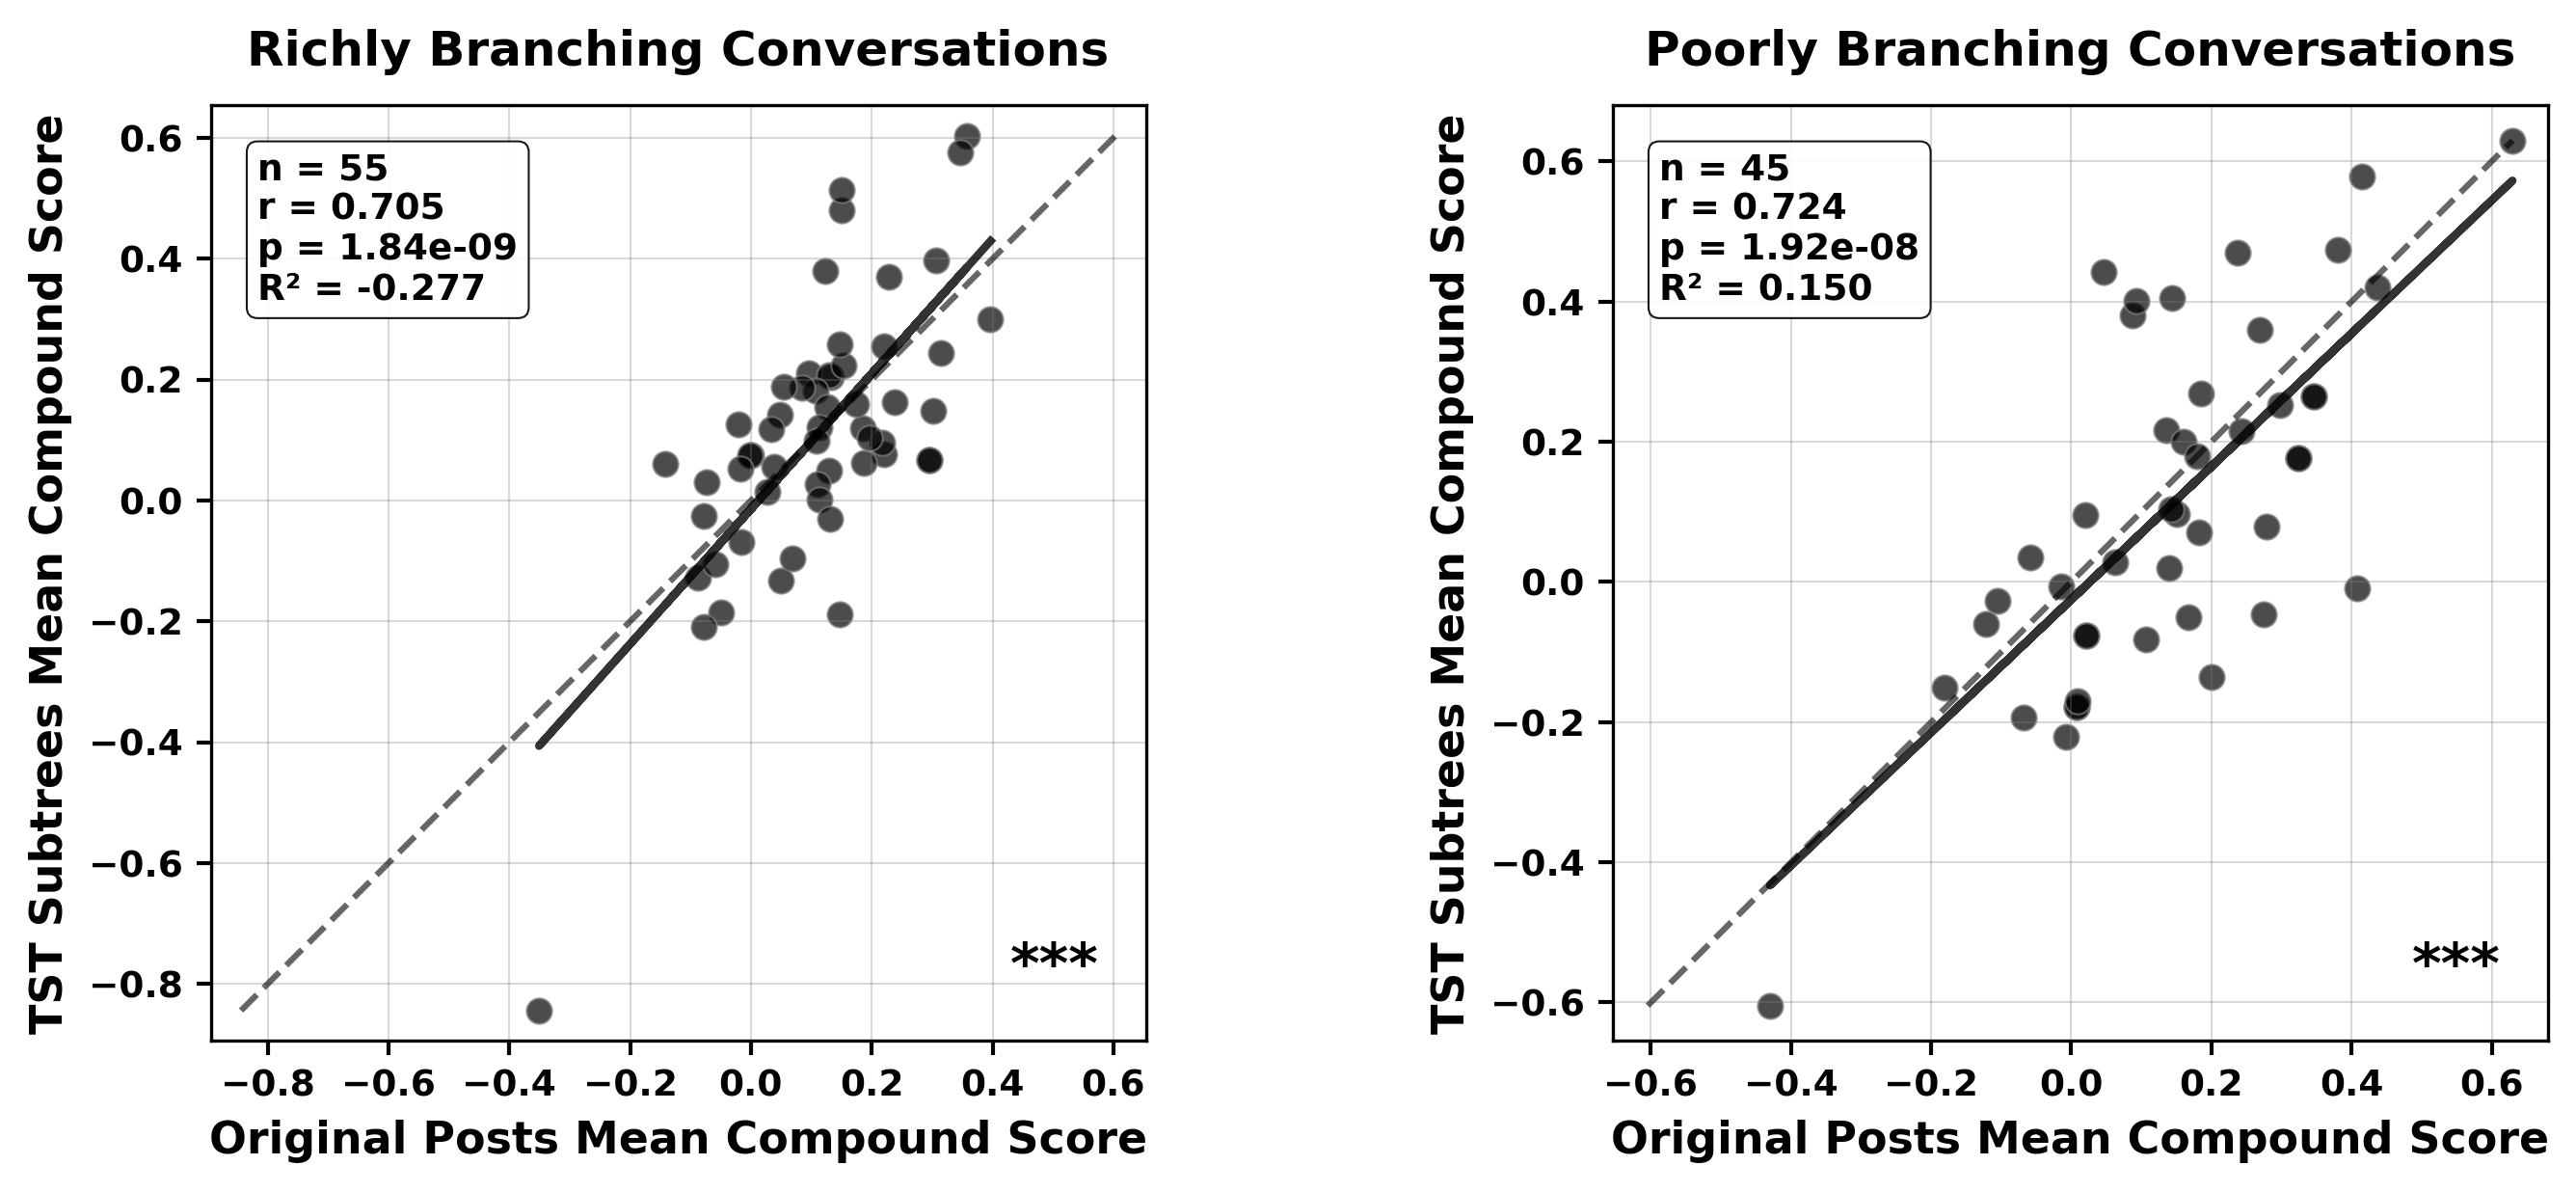 Richly Branching Conversations
TST Subtrees Mean Compound Score
0.6
0.4
0.2
0.0
−0.2
−0.4
−0.6
−0.8
n = 55
r = 0.705
p = 1.84e-09
R² = -0.277
***
−0.8 −0.6 −0.4 −0.2 0.0 0.2 0.4 0.6
Original Posts Mean Compound Score
Poorly Branching Conversations
TST Subtrees Mean Compound Score
0.6
0.4
0.2
0.0
−0.2
−0.4
−0.6
n = 45
r = 0.724
p = 1.92e-08
R² = 0.150
***
−0.6 −0.4 −0.2 0.0 0.2 0.4 0.6
Original Posts Mean Compound Score